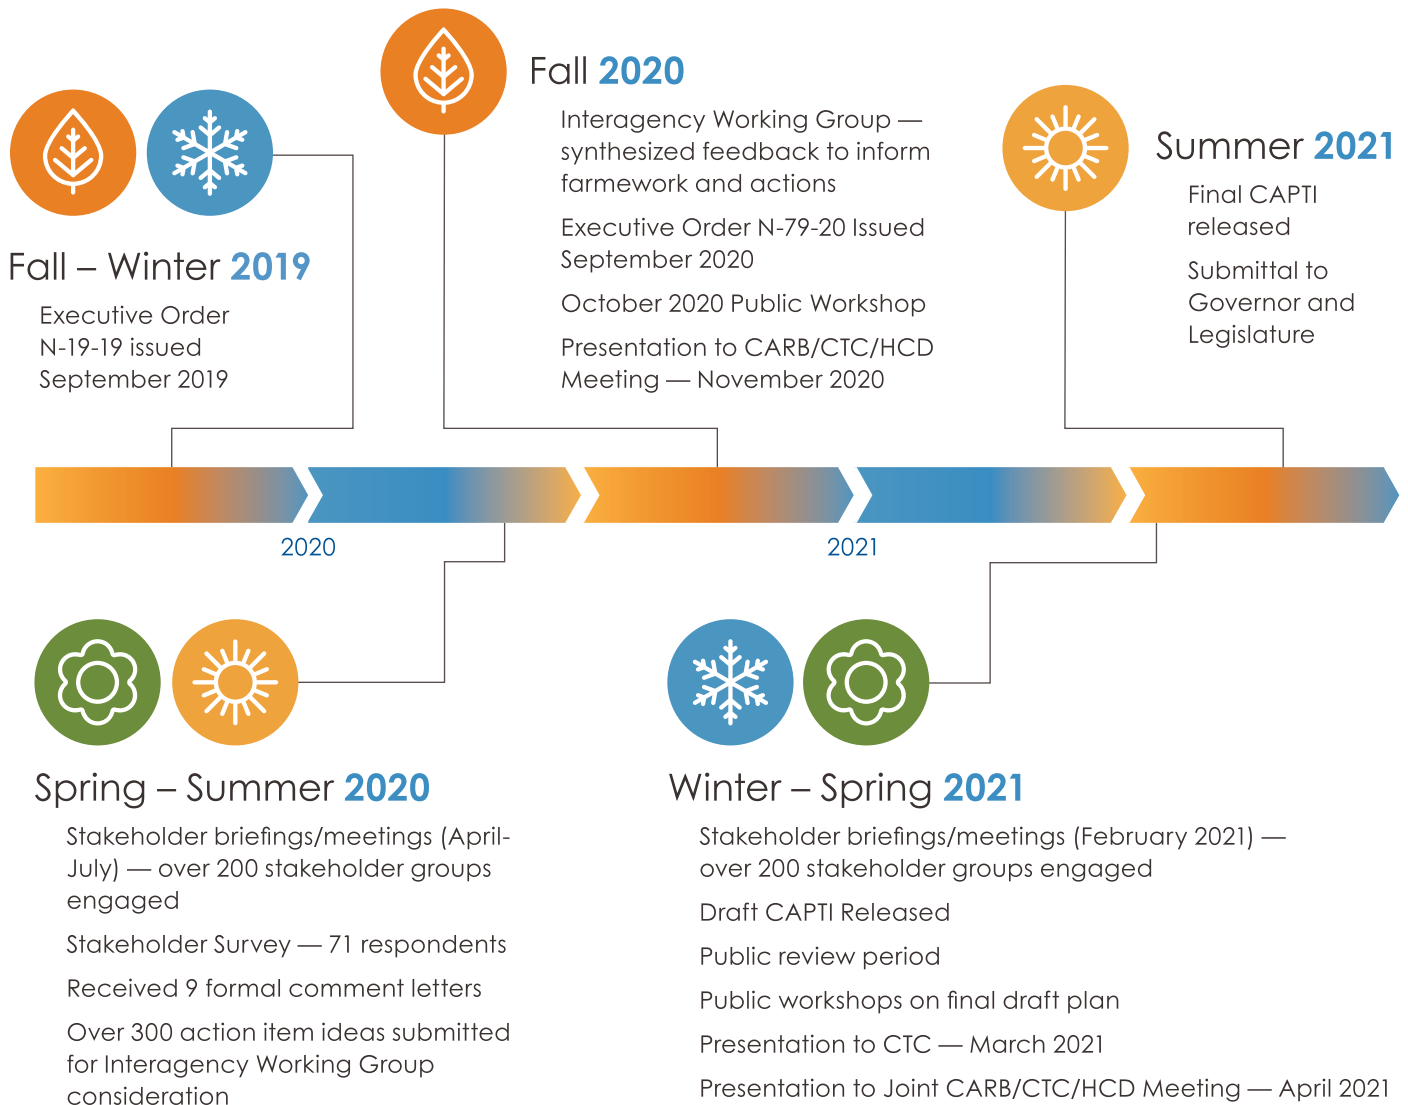 Fall – Winter 2019
Executive Order
N-19-19 issued
September 2019
Fall 2020
Interagency Working Group —
synthesized feedback to inform
farmework and actions
Executive Order N-79-20 Issued
September 2020
October 2020 Public Workshop
Presentation to CARB/CTC/HCD
Meeting — November 2020
Summer 2021
Final CAPTI
released
Submittal to
Governor and
Legislature
2020
2021
Spring – Summer 2020
Stakeholder briefings/meetings (April-
July) — over 200 stakeholder groups
engaged
Stakeholder Survey — 71 respondents
Received 9 formal comment letters
Over 300 action item ideas submitted
for Interagency Working Group
consideration
Winter – Spring 2021
Stakeholder briefings/meetings (February 2021) —
over 200 stakeholder groups engaged
Draft CAPTI Released
Public review period
Public workshops on final draft plan
Presentation to CTC — March 2021
Presentation to Joint CARB/CTC/HCD Meeting — April 2021